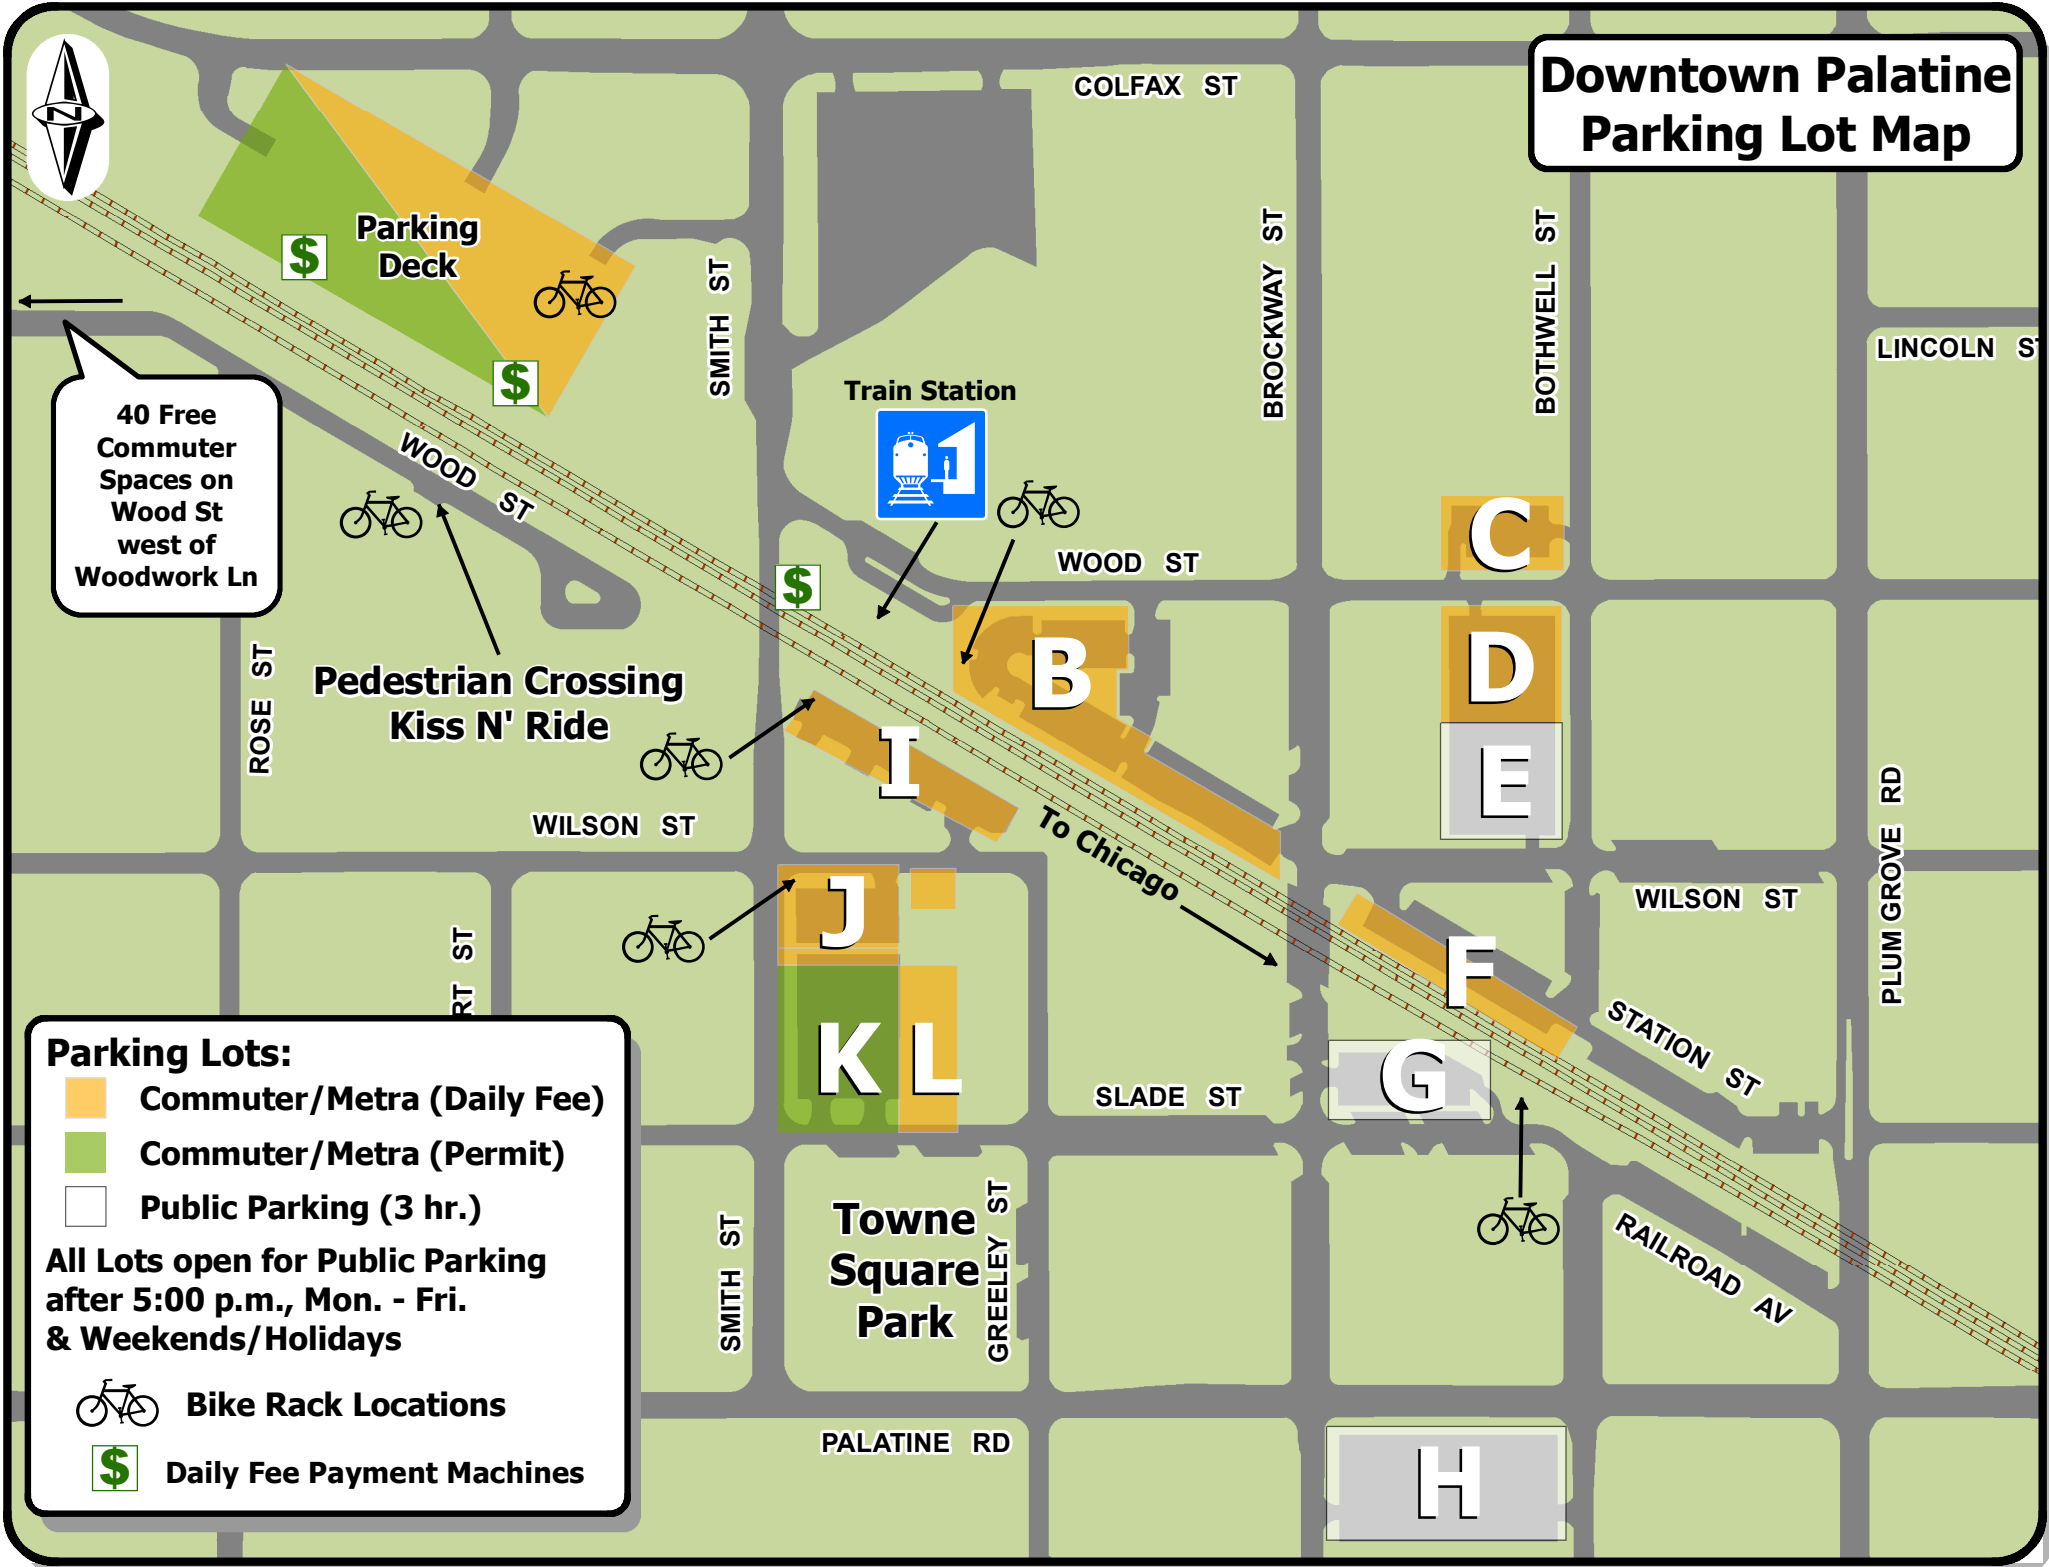 Downtown Palatine
Parking Lot Map
N
COLFAX ST
Parking
Deck
$
$
SMITH ST
BROCKWAY ST
BOTHWELL ST
LINCOLN ST
40 Free
Commuter
Spaces on
Wood St
west of
Woodwork Ln
WOOD ST
Train Station
WOOD ST
$
C
B
D
E
ROSE ST
Pedestrian Crossing
Kiss N' Ride
I
WILSON ST
To Chicago
PLUM GROVE RD
WILSON ST
J
F
RT ST
K
L
G
STATION ST
SLADE ST
Parking Lots:
Commuter/Metra (Daily Fee)
Commuter/Metra (Permit)
Public Parking (3 hr.)
All Lots open for Public Parking
after 5:00 p.m., Mon. - Fri.
& Weekends/Holidays
Bike Rack Locations
$
Daily Fee Payment Machines
SMITH ST
Towne
Square
Park
GREELEY ST
RAILROAD AV
PALATINE RD
H